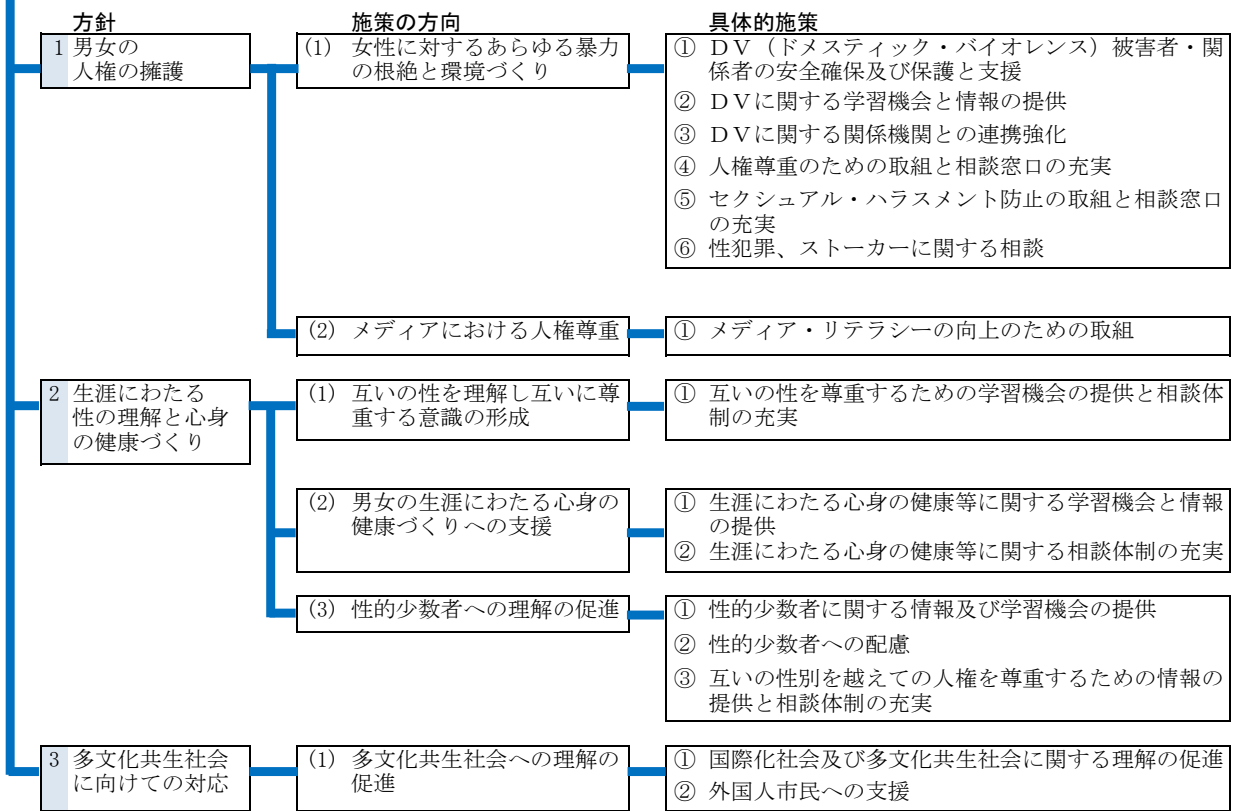 方針
施策の方向
具体的施策
1 男女の
人権の擁護
(1) 女性に対するあらゆる暴力
の根絶と環境づくり
① DV（ドメスティック・バイオレンス）被害者・関
係者の安全確保及び保護と支援
② DVに関する学習機会と情報の提供
③ DVに関する関係機関との連携強化
④ 人権尊重のための取組と相談窓口の充実
⑤ セクシュアル・ハラスメント防止の取組と相談窓口
の充実
⑥ 性犯罪、ストーカーに関する相談
(2) メディアにおける人権尊重
① メディア・リテラシーの向上のための取組
2 生涯にわたる
性の理解と心身
の健康づくり
(1) 互いの性を理解し互いに尊
重する意識の形成
① 互いの性を尊重するための学習機会の提供と相談体
制の充実
(2) 男女の生涯にわたる心身の
健康づくりへの支援
① 生涯にわたる心身の健康等に関する学習機会と情報
の提供
② 生涯にわたる心身の健康等に関する相談体制の充実
(3) 性的少数者への理解の促進
① 性的少数者に関する情報及び学習機会の提供
② 性的少数者への配慮
③ 互いの性別を越えての人権を尊重するための情報の
提供と相談体制の充実
3 多文化共生社会
に向けての対応
(1) 多文化共生社会への理解の
促進
① 国際化社会及び多文化共生社会に関する理解の促進
② 外国人市民への支援